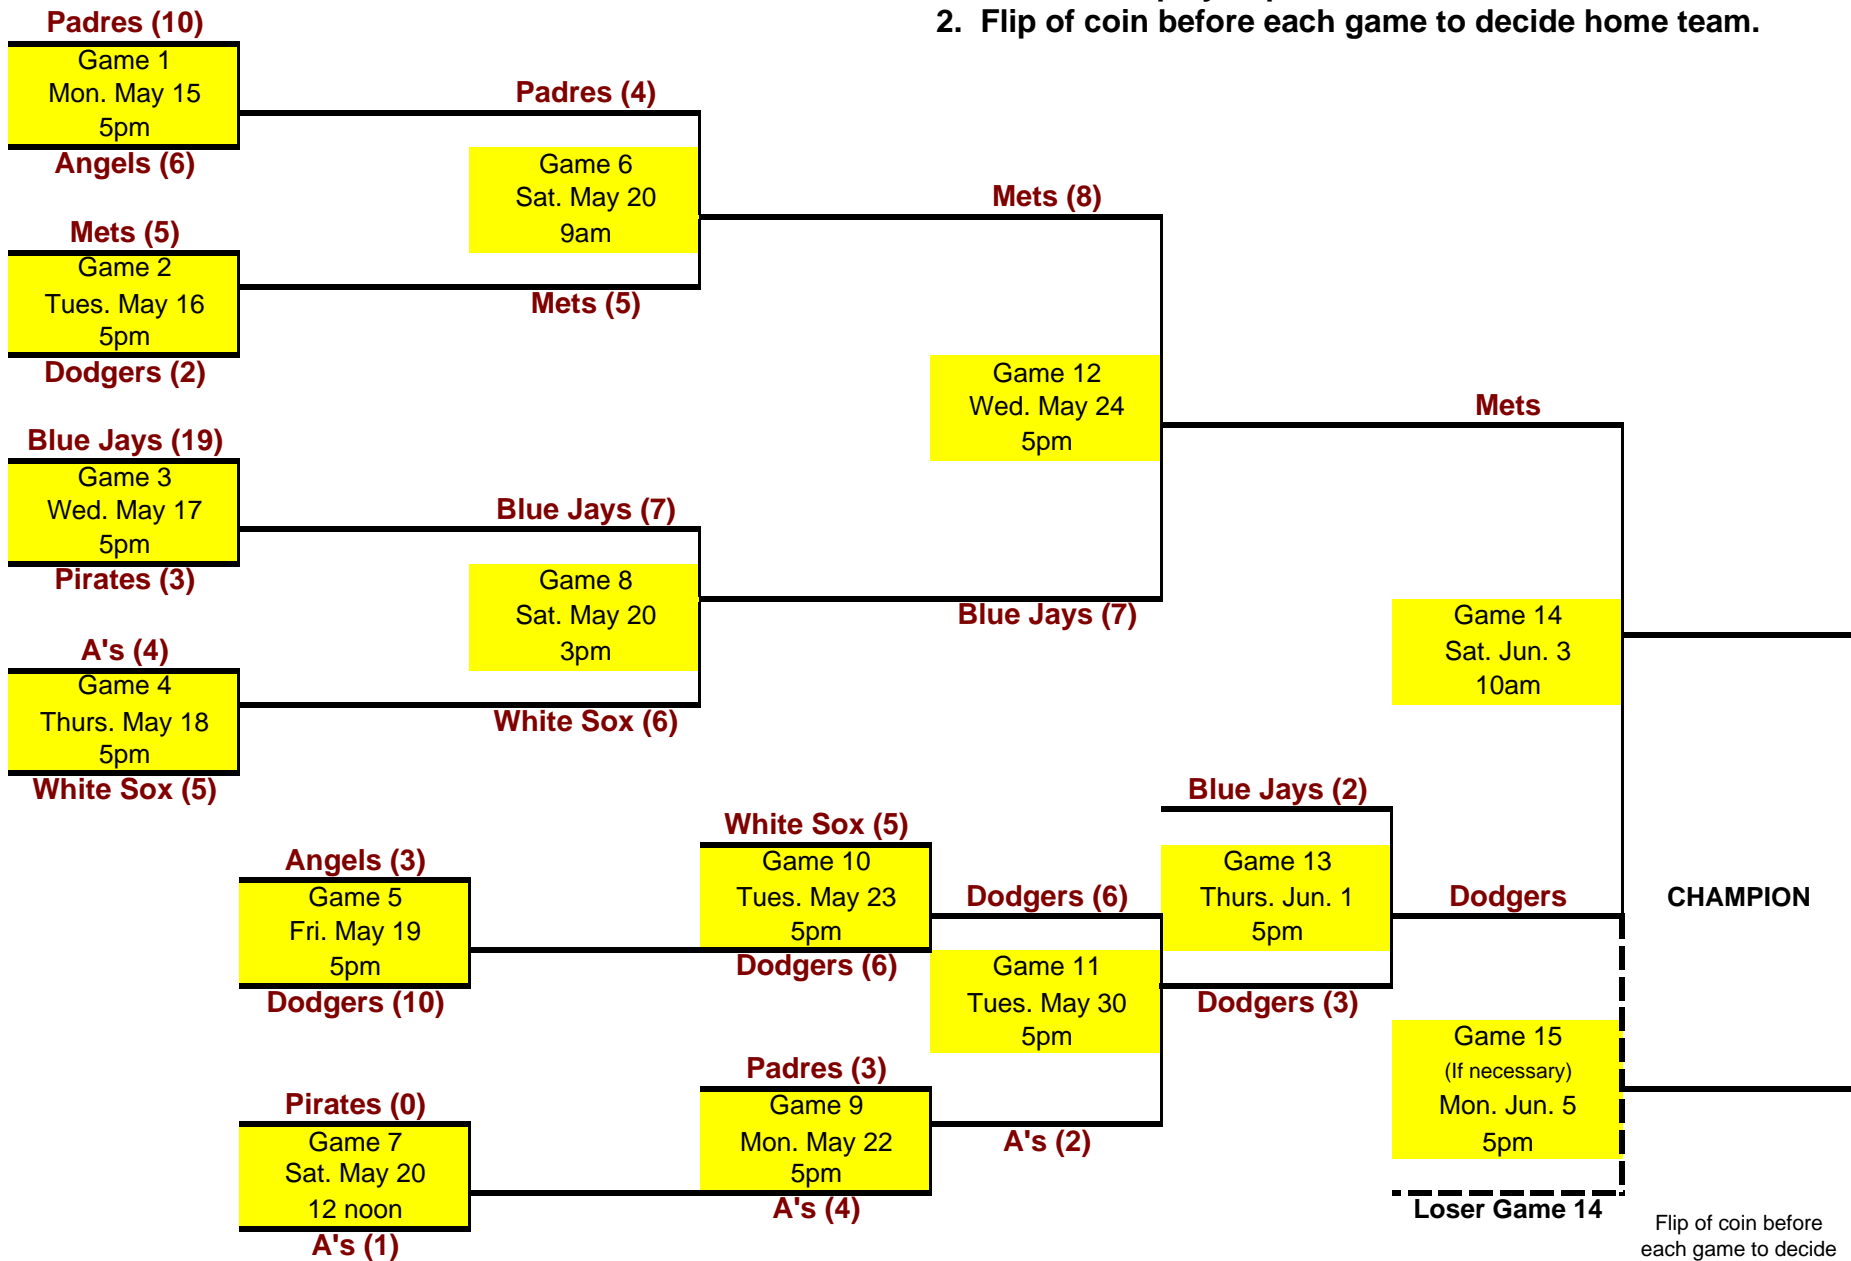 2. Flip of coin before each game to decide home team.
Padres (10)
Game 1
Mon. May 15
5pm
Angels (6)
Mets (5)
Game 2
Tues. May 16
5pm
Dodgers (2)
Blue Jays (19)
Game 3
Wed. May 17
5pm
Pirates (3)
A's (4)
Game 4
Thurs. May 18
5pm
White Sox (5)
Angels (3)
Game 5
Fri. May 19
5pm
Dodgers (10)
Pirates (0)
Game 7
Sat. May 20
12 noon
A's (1)
Padres (4)
Game 6
Sat. May 20
9am
Mets (5)
Blue Jays (7)
Game 8
Sat. May 20
3pm
White Sox (6)
White Sox (5)
Game 10
Tues. May 23
5pm
Dodgers (6)
Padres (3)
Game 9
Mon. May 22
5pm
A's (4)
Mets (8)
Game 12
Wed. May 24
5pm
Blue Jays (7)
Dodgers (6)
Game 11
Tues. May 30
5pm
A's (2)
Blue Jays (2)
Game 13
Thurs. Jun. 1
5pm
Dodgers (3)
Mets
Game 14
Sat. Jun. 3
10am
Dodgers
Game 15
(If necessary)
Mon. Jun. 5
5pm
Loser Game 14
CHAMPION
Flip of coin before
each game to decide